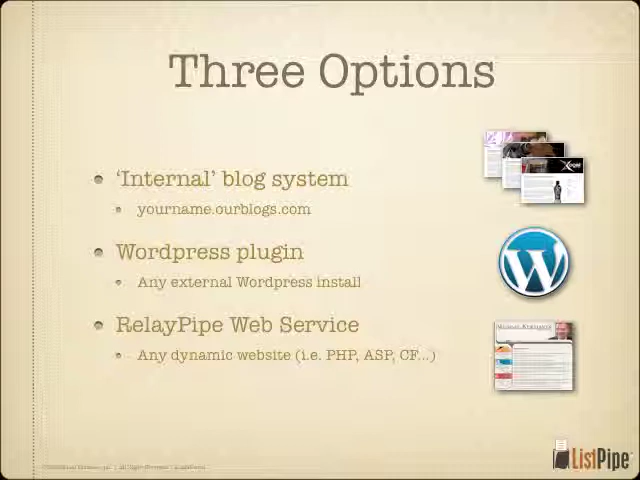 Three Options
‘Internal’ blog system
yourname.ourblogs.com
Wordpress plugin
Any external Wordpress install
RelayPipe Web Service
Any dynamic website (i.e. PHP, ASP, CF...)
ListPipe